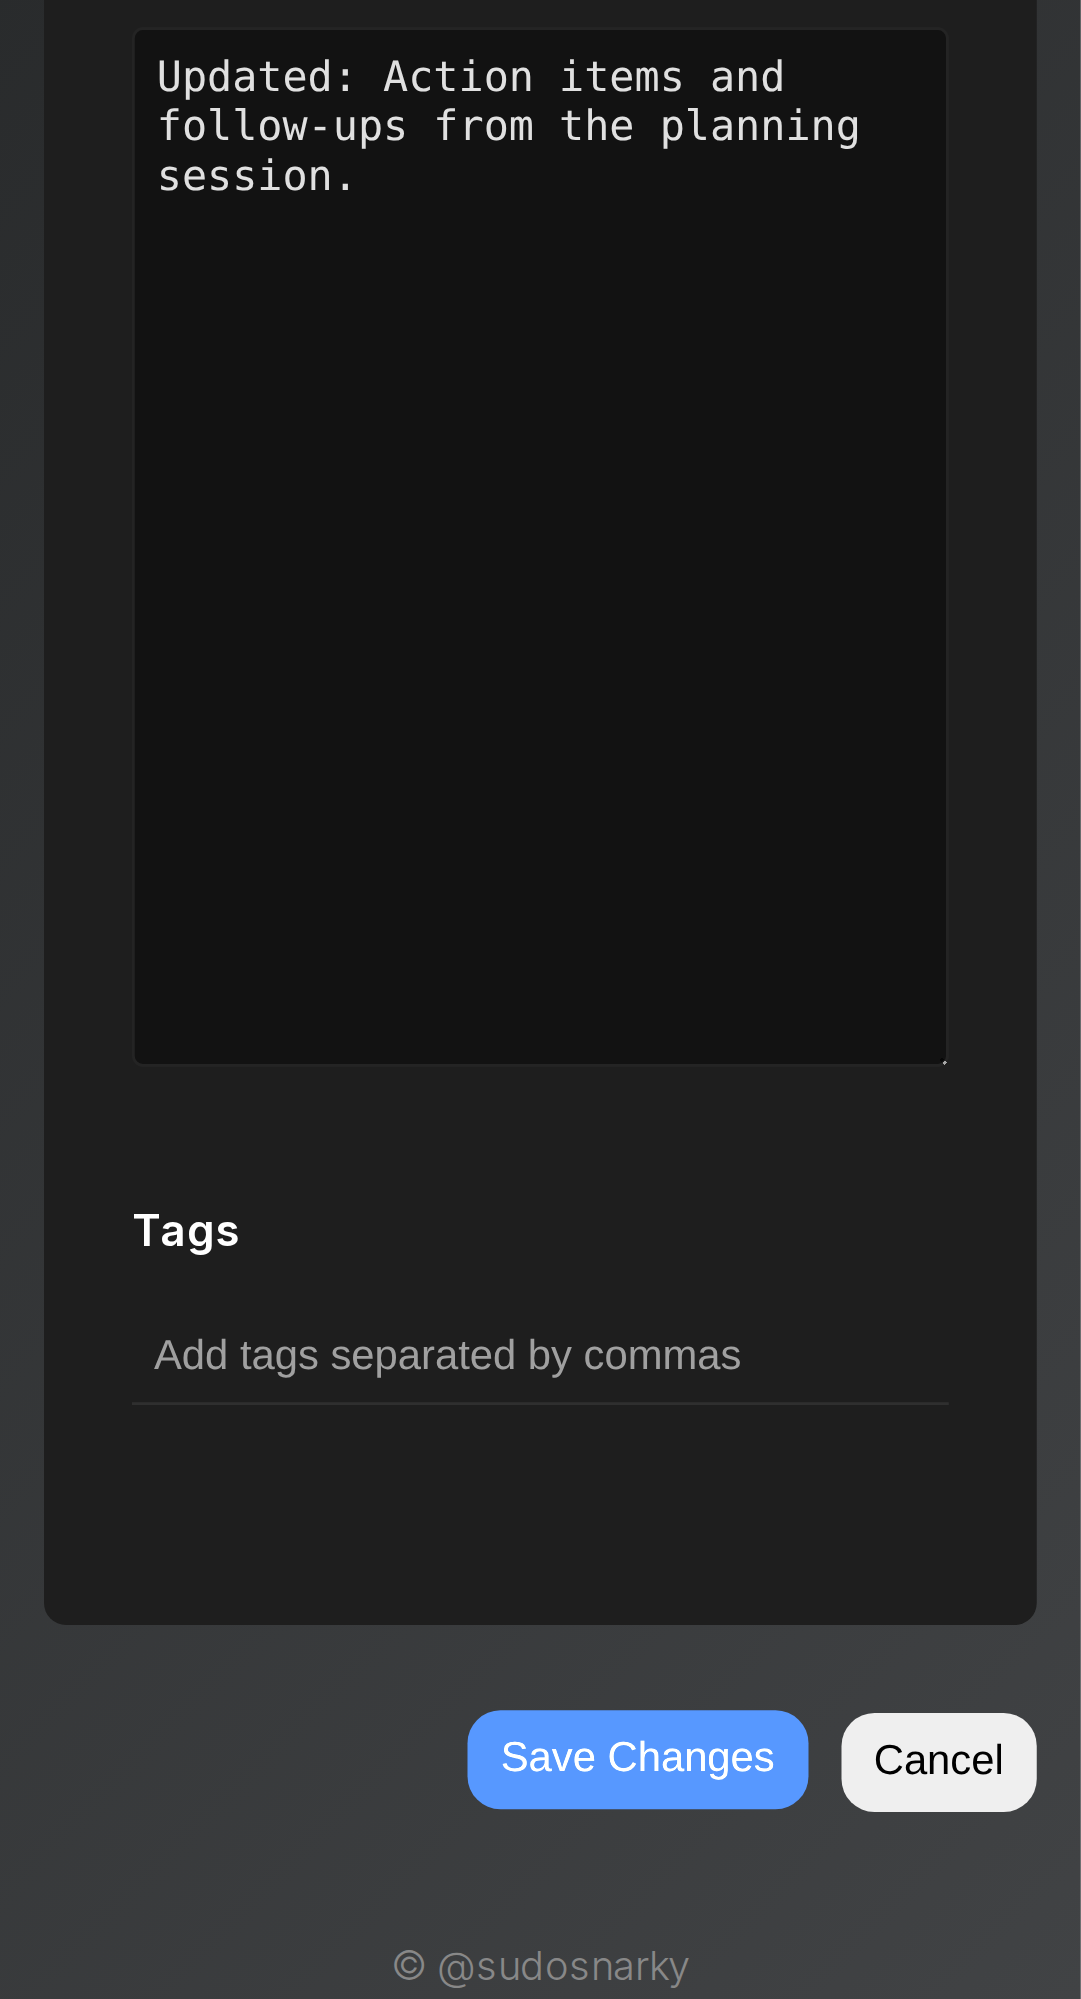 Updated: Action items and
follow-ups from the planning
session.
Tags
Add tags separated by commas
Save Changes
Cancel
© @sudosnarky